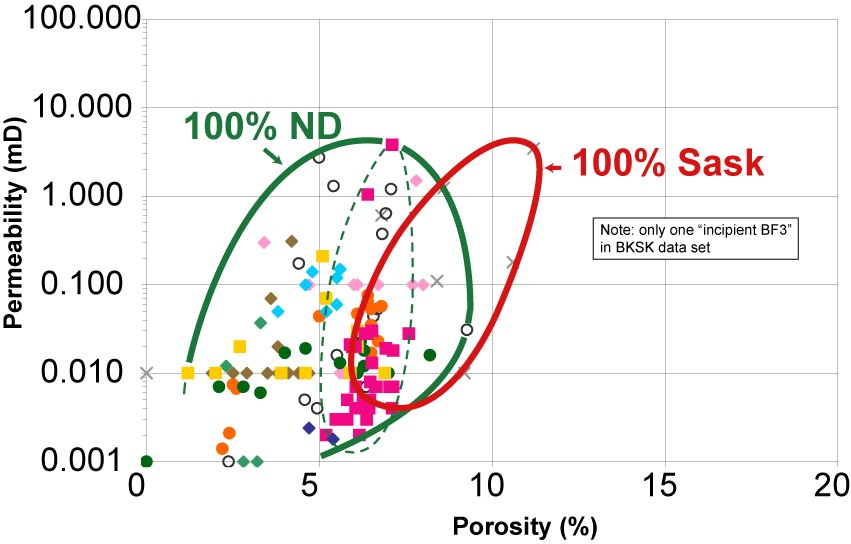 100.000
10.000
100% ND
100% Sask
1.000
Note: only one “incipient BF3”
in BKSK data set
0.100
0.010
0.001
0 5 10 15 20
Permeability (mD)
Porosity (%)